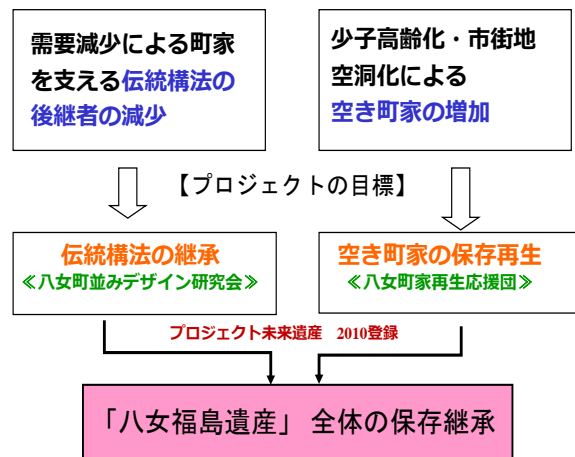 需要減少による町家
を支える伝統構法の
後継者の減少
少子高齢化・市街地
空洞化による
空き町家の増加
【プロジェクトの目標】
伝統構法の継承
≪八女町並みデザイン研究会≫
空き町家の保存再生
≪八女町家再生応援団≫
プロジェクト未来遺産　2010登録
「八女福島遺産」 全体の保存継承